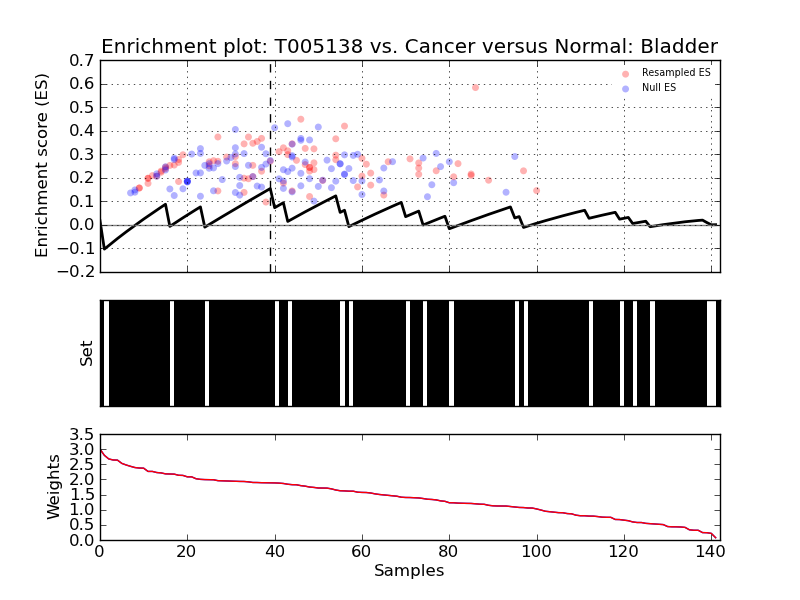 Enrichment plot: T005138 vs. Cancer versus Normal: Bladder
Enrichment score (ES)
0.7
0.6
0.5
0.4
0.3
0.2
0.1
0.0
−0.1
−0.2
Resampled ES
Null ES
Set
Weights
3.5
3.0
2.5
2.0
1.5
1.0
0.5
0.0
0 20 40 60 80 100 120 140
Samples